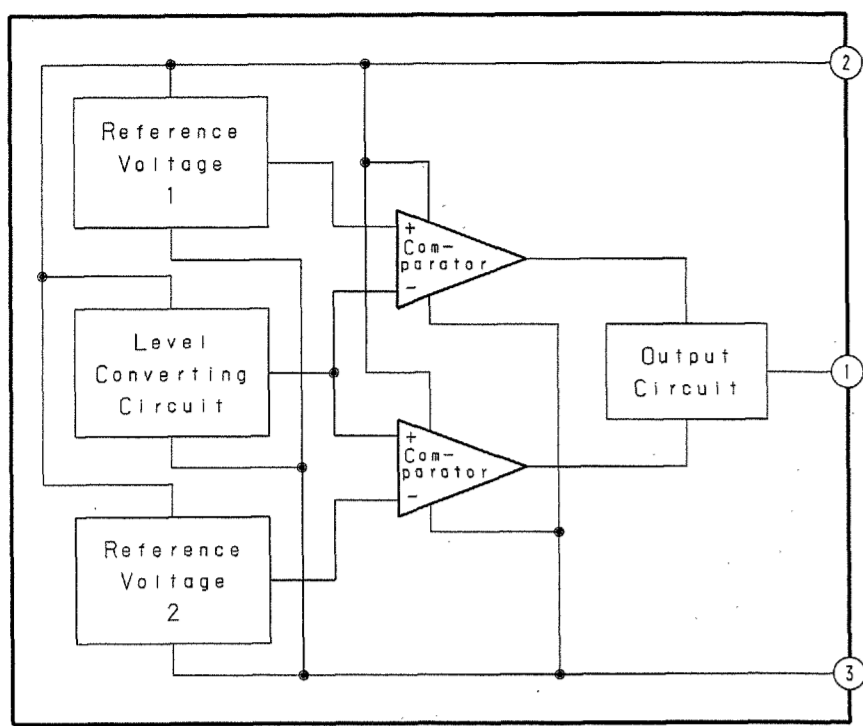 2
Reference
Voltage
1
+
Com-
parator
-
Level
Converting
Circuit
Output
Circuit
1
+
Com-
parator
-
Reference
Voltage
2
3